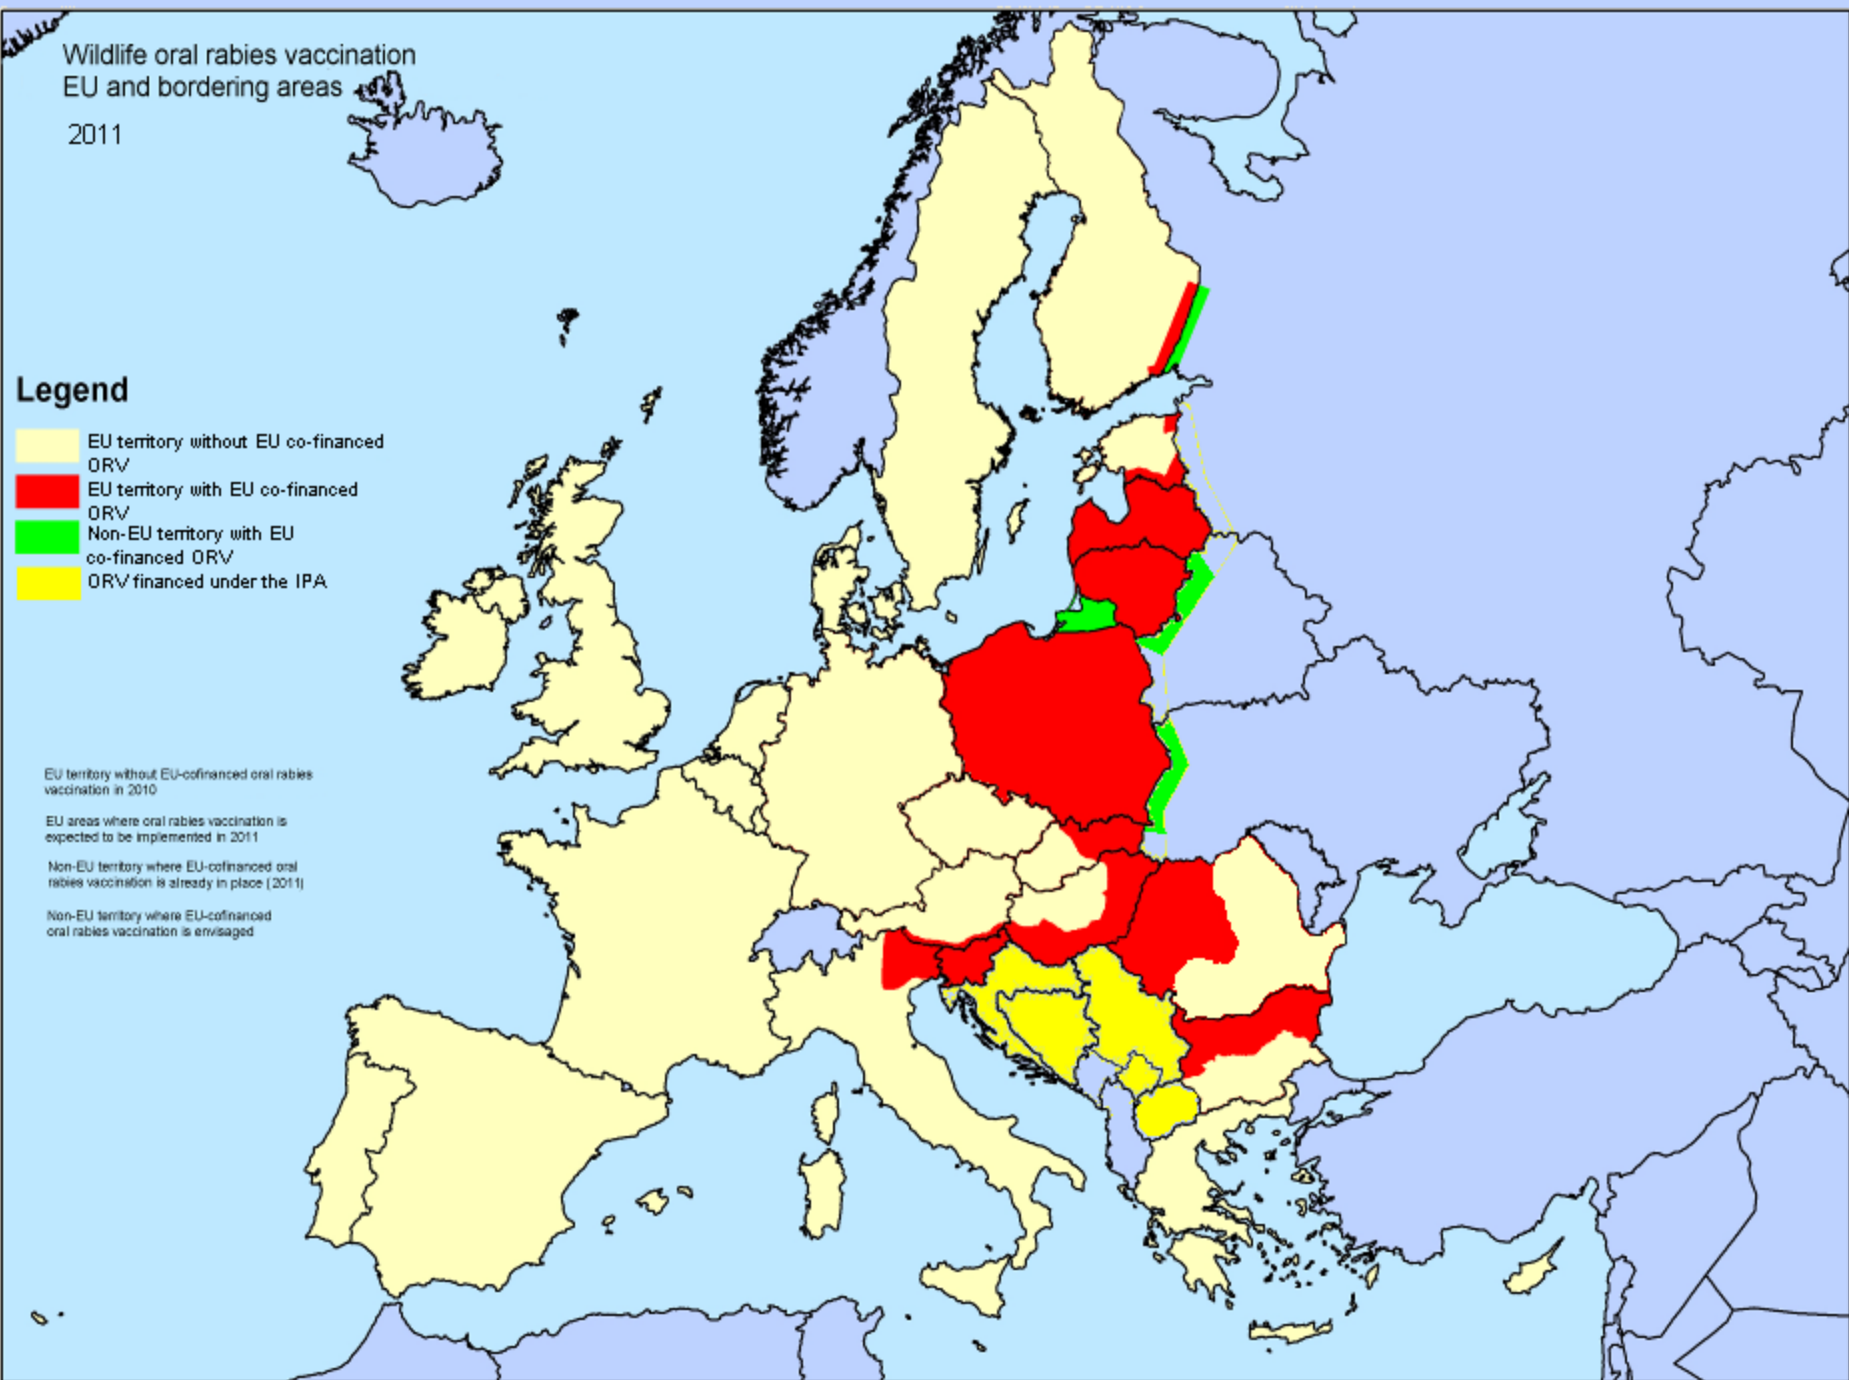 Wildlife oral rabies vaccination
EU and bordering areas
2011
Legend
EU territory without EU co-financed
ORV
EU territory with EU co-financed
ORV
Non-EU territory with EU
co-financed ORV
ORV financed under the IPA
EU territory without EU-cofinanced oral rabies
vaccination in 2010
EU areas where oral rabies vaccination is
expected to be implemented in 2011
Non-EU territory where EU-cofinanced oral
rabies vaccination is already in place (2011)
Non-EU territory where EU-cofinanced
oral rabies vaccination is envisaged